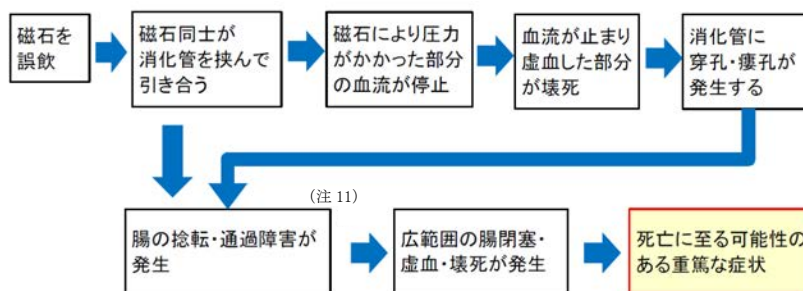 磁石を
誤飲
磁石同士が
消化管を挟んで
引き合う
磁石により圧力
がかかった部分
の血流が停止
血流が止まり
虚血した部分
が壊死
消化管に
穿孔・瘻孔が
発生する
(注 11)
腸の捻転・通過障害が
発生
広範囲の腸閉塞・
虚血・壊死が発生
死亡に至る可能性の
ある重篤な症状